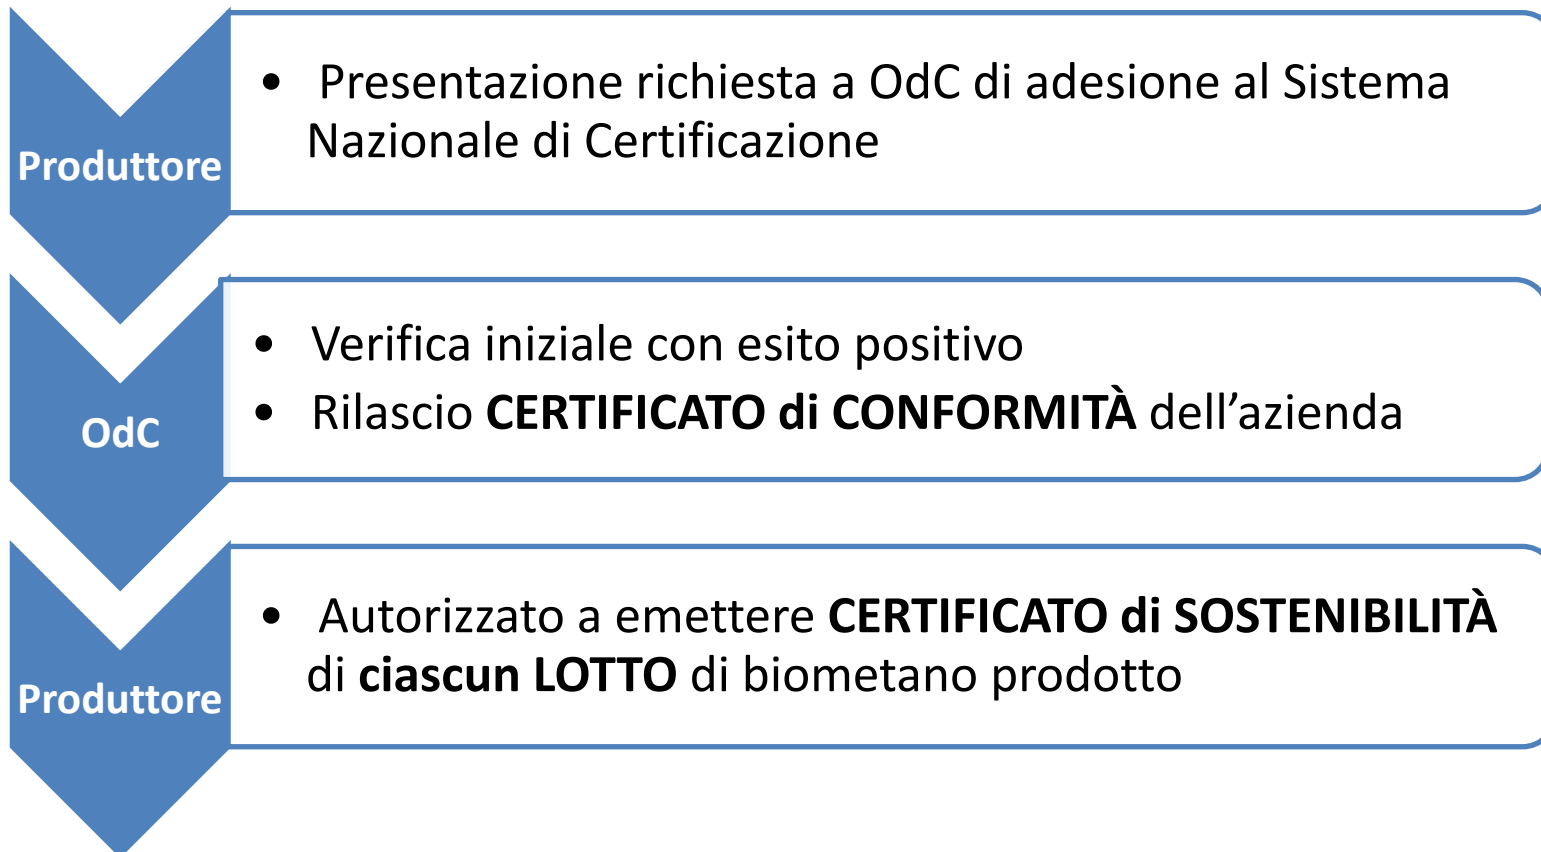 Produttore
• Presentazione richiesta a OdC di adesione al Sistema
Nazionale di Certificazione
OdC
• Verifica iniziale con esito positivo
• Rilascio CERTIFICATO di CONFORMITÀ dell’azienda
Produttore
• Autorizzato a emettere CERTIFICATO di SOSTENIBILITÀ
di ciascun LOTTO di biometano prodotto